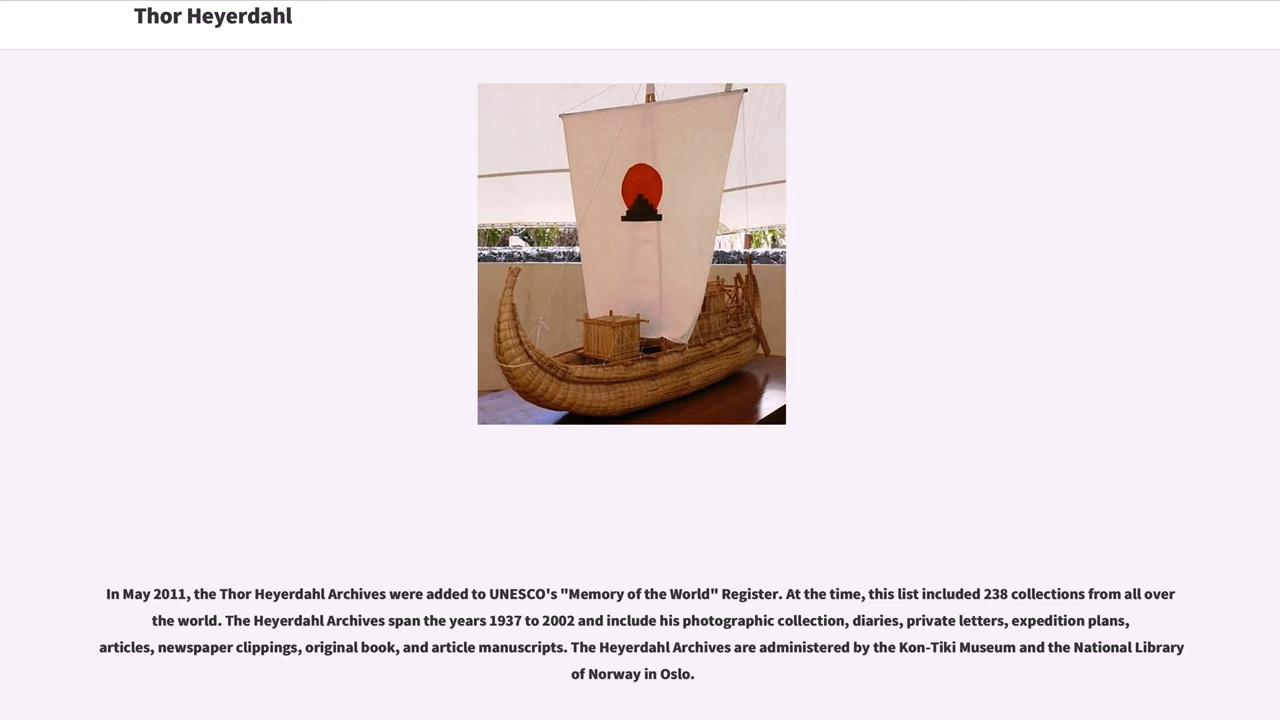 Thor Heyerdahl
In May 2011, the Thor Heyerdahl Archives were added to UNESCO's "Memory of the World" Register. At the time, this list included 238 collections from all over
the world. The Heyerdahl Archives span the years 1937 to 2002 and include his photographic collection, diaries, private letters, expedition plans,
articles, newspaper clippings, original book, and article manuscripts. The Heyerdahl Archives are administered by the Kon-Tiki Museum and the National Library
of Norway in Oslo.